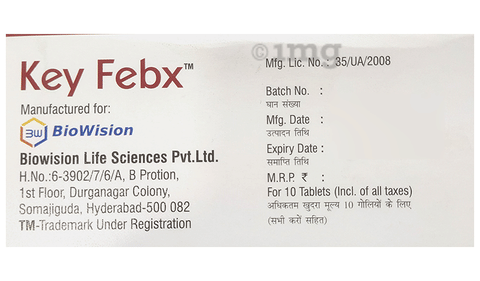 Key Febx™
Manufactured for:
BW BioWision
Biowision Life Sciences Pvt.Ltd.
H.No.:6-3902/7/6/A, B Protion,
1st Floor, Durganagar Colony,
Somajiguda, Hyderabad-500 082
TM-Trademark Under Registration
©1mg
Mfg. Lic. No.: 35/UA/2008
Batch No. :
घान संख्या
Mfg. Date :
उत्पादन तिथि
Expiry Date :
समाप्ति तिथि
M.R.P. ₹ :
For 10 Tablets (Incl. of all taxes)
अधिकतम खुदरा मूल्य 10 गोलियों के लिए
(सभी करों सहित)